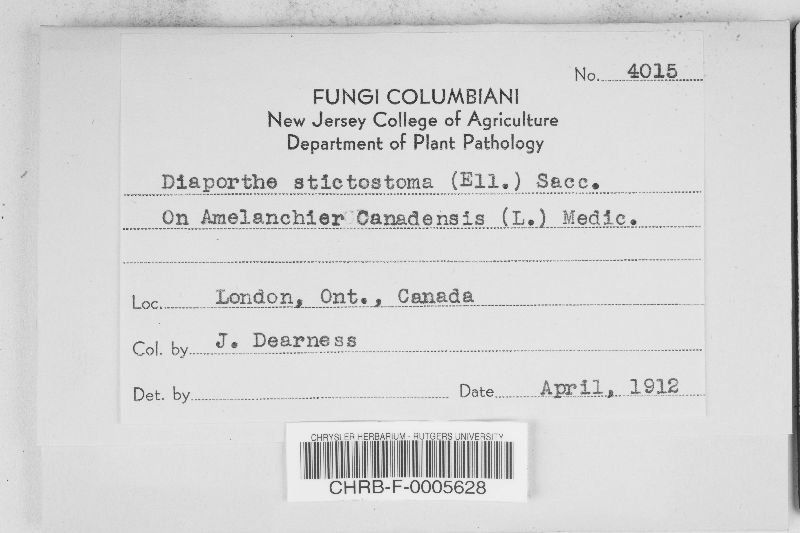 No. 4015
FUNGI COLUMBIANI
New Jersey College of Agriculture
Department of Plant Pathology
Diaporthe stictostoma (Ell.) Sacc.
On Amelanchier Canadensis (L.) Medic.
Loc. London, Ont., Canada
Col. by J. Dearness
Det. by Date April, 1912
CHRYSLER HERBARIUM - RUTGERS UNIVERSITY
CHRB-F-0005628